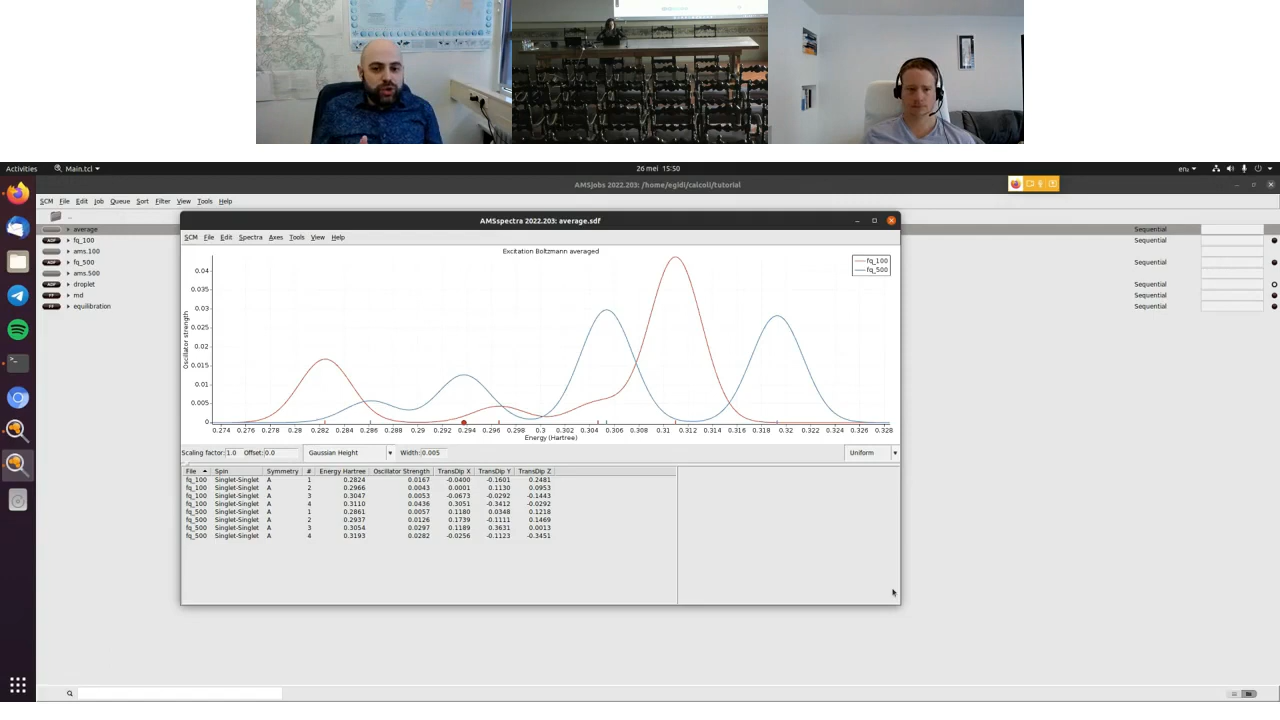 Activities
Main.tcl
26 mei 15:50
en
AMSjobs 2022.203: /home/egidi/calcoli/tutorial
SCM File Edit Job Queue Sort Filter View Tools Help
..
average Sequential
ADF fq_100 Sequential
ams.100
ADF fq_500 Sequential
ams.500
ADF droplet Sequential
FF md Sequential
FF equilibration Sequential
AMSspectra 2022.203: average.sdf
SCM File Edit Spectra Axes Tools View Help
Excitation Boltzmann averaged
fq_100
fq_500
Oscillator strength
0.04
0.035
0.03
0.025
0.02
0.015
0.01
0.005
0
0.274 0.276 0.278 0.28 0.282 0.284 0.286 0.288 0.29 0.292 0.294 0.296 0.298 0.3 0.302 0.304 0.306 0.308 0.31 0.312 0.314 0.316 0.318 0.32 0.322 0.324 0.326 0.328
Energy (Hartree)
Scaling factor: 1.0 Offset: 0.0 Gaussian Height Width: 0.005 Uniform
File Spin Symmetry # Energy Hartree Oscillator Strength TransDip X TransDip Y TransDip Z
fq_100 Singlet-Singlet A 1 0.2824 0.0167 -0.0400 -0.1601 0.2481
fq_100 Singlet-Singlet A 2 0.2966 0.0043 0.0001 0.1130 0.0953
fq_100 Singlet-Singlet A 3 0.3047 0.0053 -0.0673 -0.0292 -0.1443
fq_100 Singlet-Singlet A 4 0.3110 0.0436 0.3051 -0.3412 -0.0292
fq_500 Singlet-Singlet A 1 0.2861 0.0057 0.1180 0.0348 0.1218
fq_500 Singlet-Singlet A 2 0.2937 0.0126 0.1739 -0.1111 0.1469
fq_500 Singlet-Singlet A 3 0.3054 0.0297 0.1189 0.3631 0.0013
fq_500 Singlet-Singlet A 4 0.3193 0.0282 -0.0256 -0.1123 -0.3451